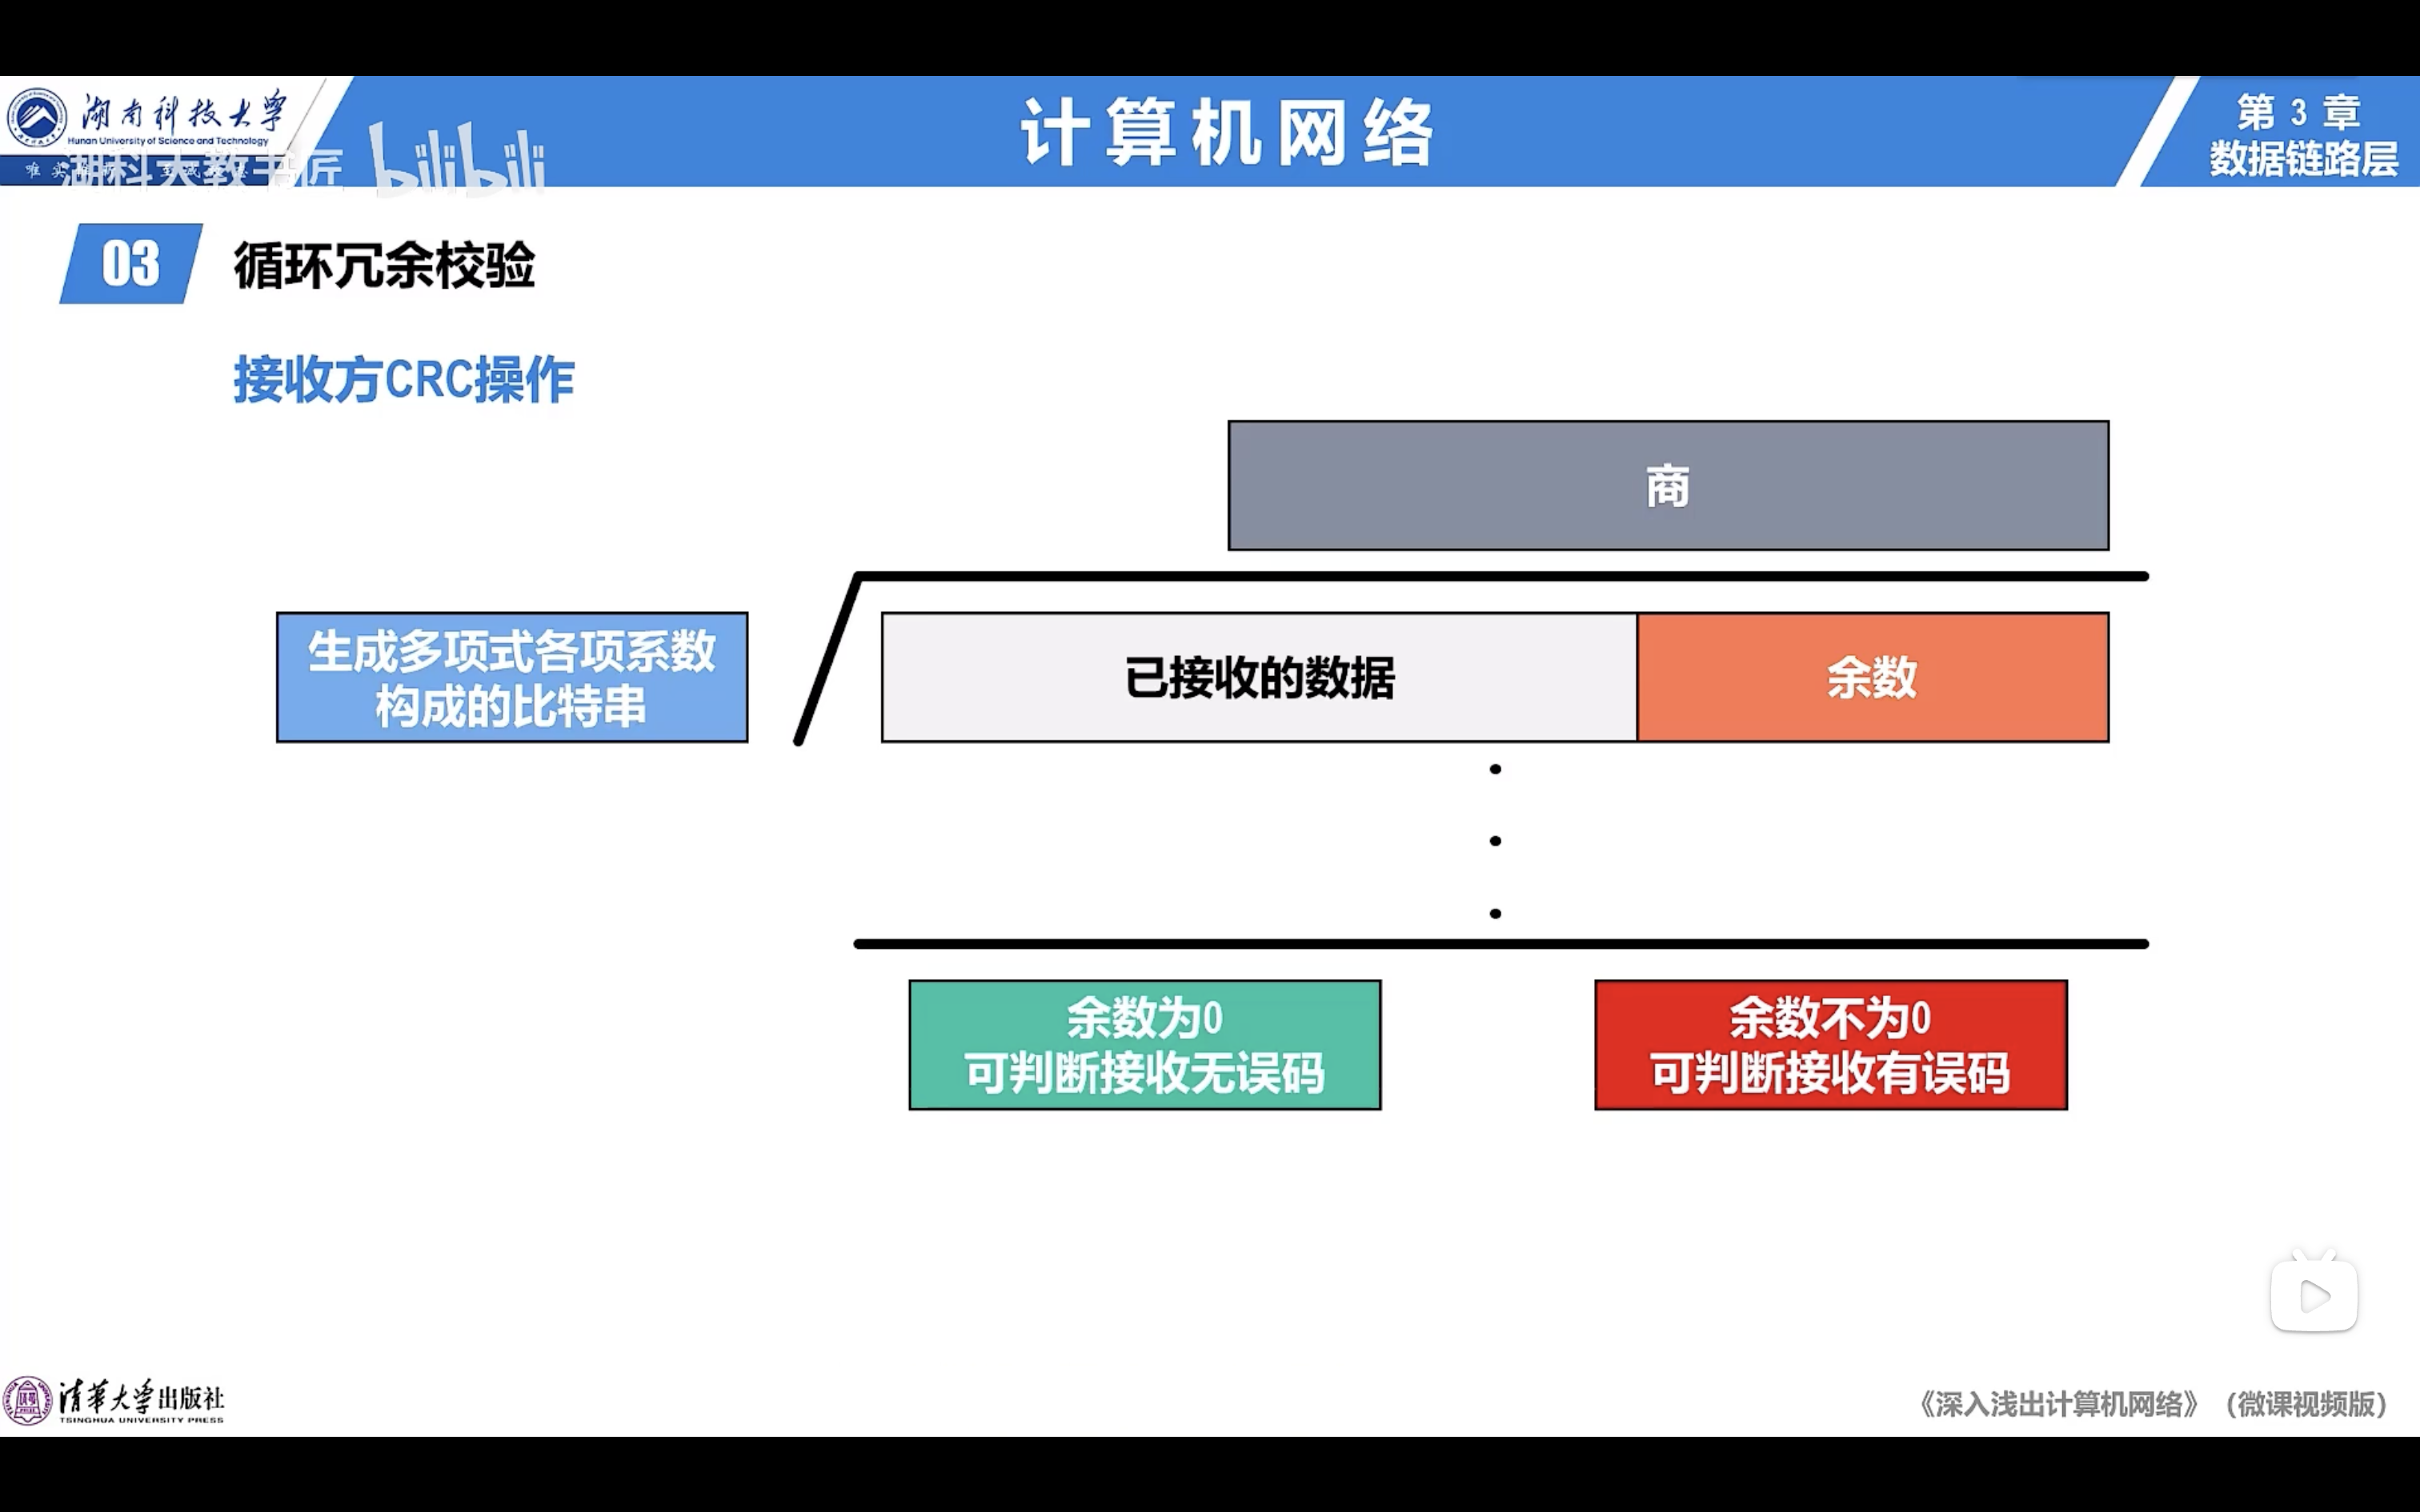 湖南科技大学
Hunan University of Science and Technology
湖科大教书匠
bilibili
计算机网络
第 3 章
数据链路层
03
循环冗余校验
接收方CRC操作
商
生成多项式各项系数
构成的比特串
已接收的数据
余数
余数为0
可判断接收无误码
余数不为0
可判断接收有误码
清华大学出版社
TSINGHUA UNIVERSITY PRESS
《深入浅出计算机网络》（微课视频版）